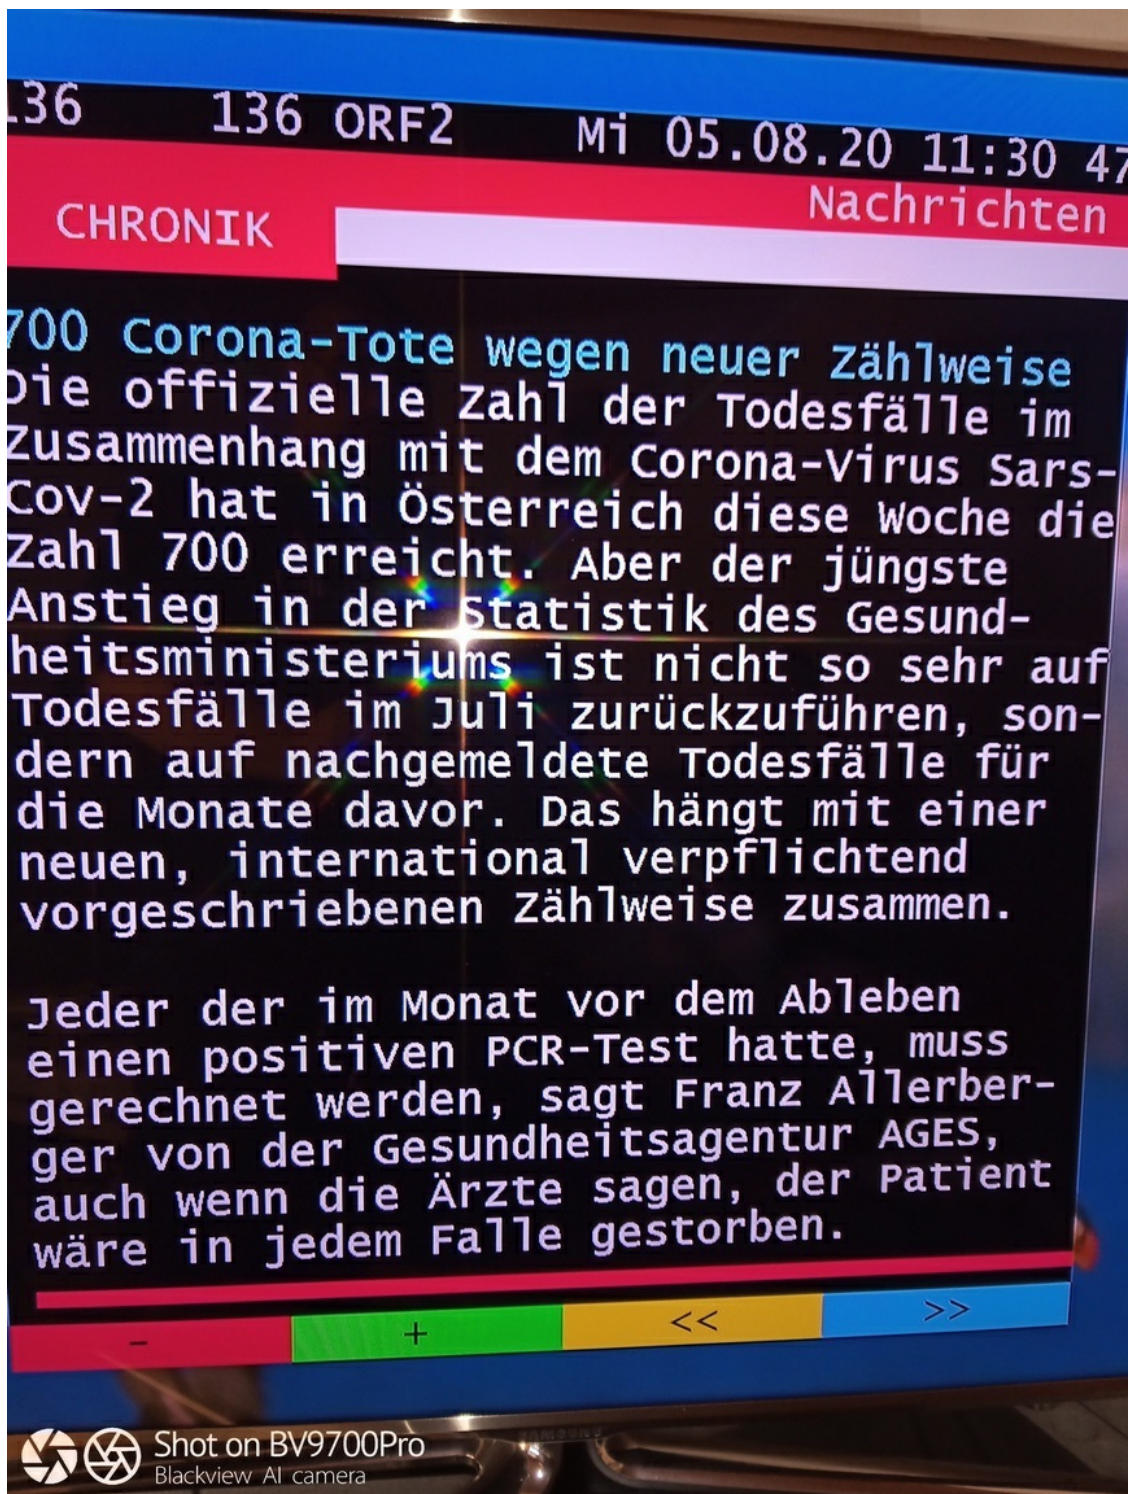 136 136 ORF2 Mi 05.08.20 11:30 47
Nachrichten
CHRONIK
700 Corona-Tote wegen neuer Zählweise
Die offizielle Zahl der Todesfälle im
Zusammenhang mit dem Corona-Virus Sars-
Cov-2 hat in Österreich diese Woche die
Zahl 700 erreicht. Aber der jüngste
Anstieg in der Statistik des Gesund-
heitsministeriums ist nicht so sehr auf
Todesfälle im Juli zurückzuführen, son-
dern auf nachgemeldete Todesfälle für
die Monate davor. Das hängt mit einer
neuen, international verpflichtend
vorgeschriebenen Zählweise zusammen.
Jeder der im Monat vor dem Ableben
einen positiven PCR-Test hatte, muss
gerechnet werden, sagt Franz Allerber-
ger von der Gesundheitsagentur AGES,
auch wenn die Ärzte sagen, der Patient
wäre in jedem Falle gestorben.
- + << >>
SAMSUNG
Shot on BV9700Pro
Blackview AI camera